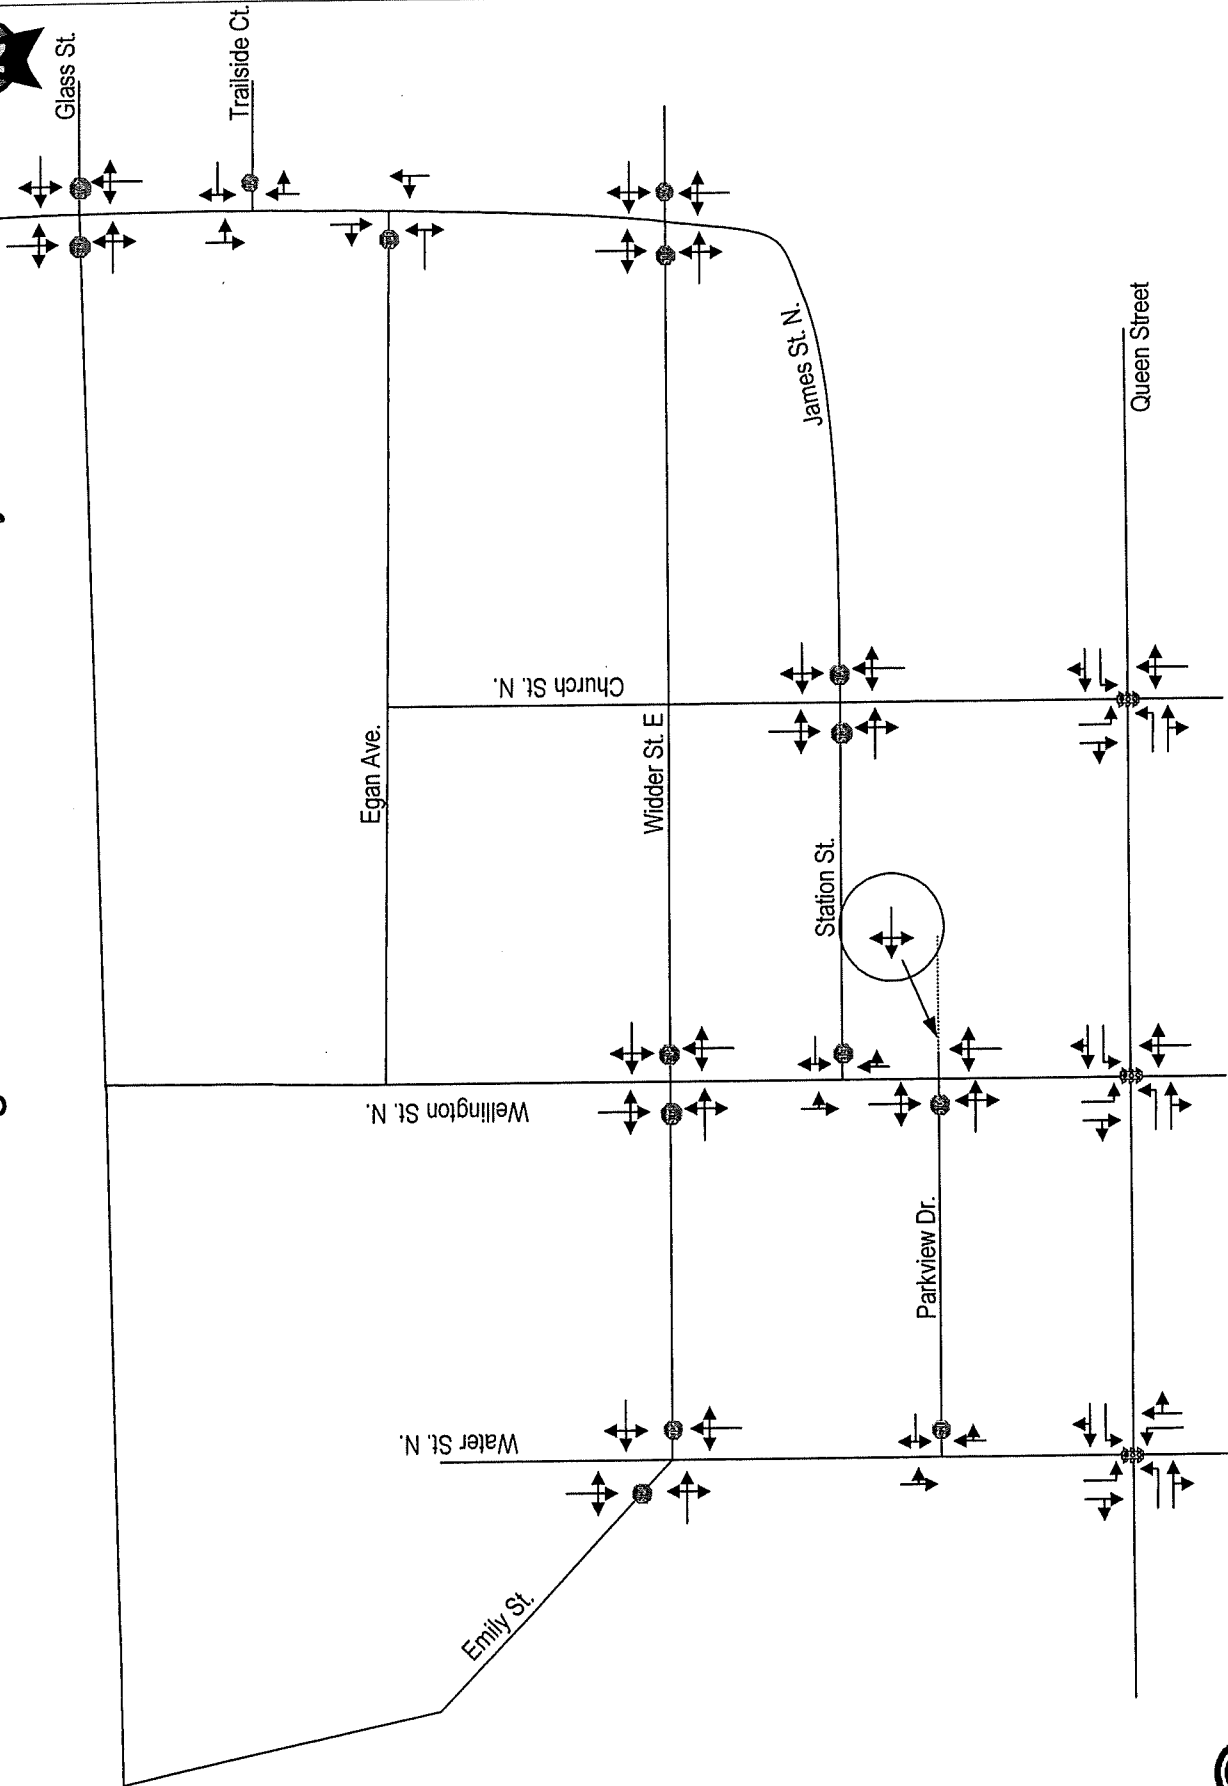 Glass St.
Trailside Ct.
Egan Ave.
Church St. N.
Widder St. E
James St. N.
Station St.
Queen Street
Wellington St. N.
Parkview Dr.
Water St. N.
Emily St.